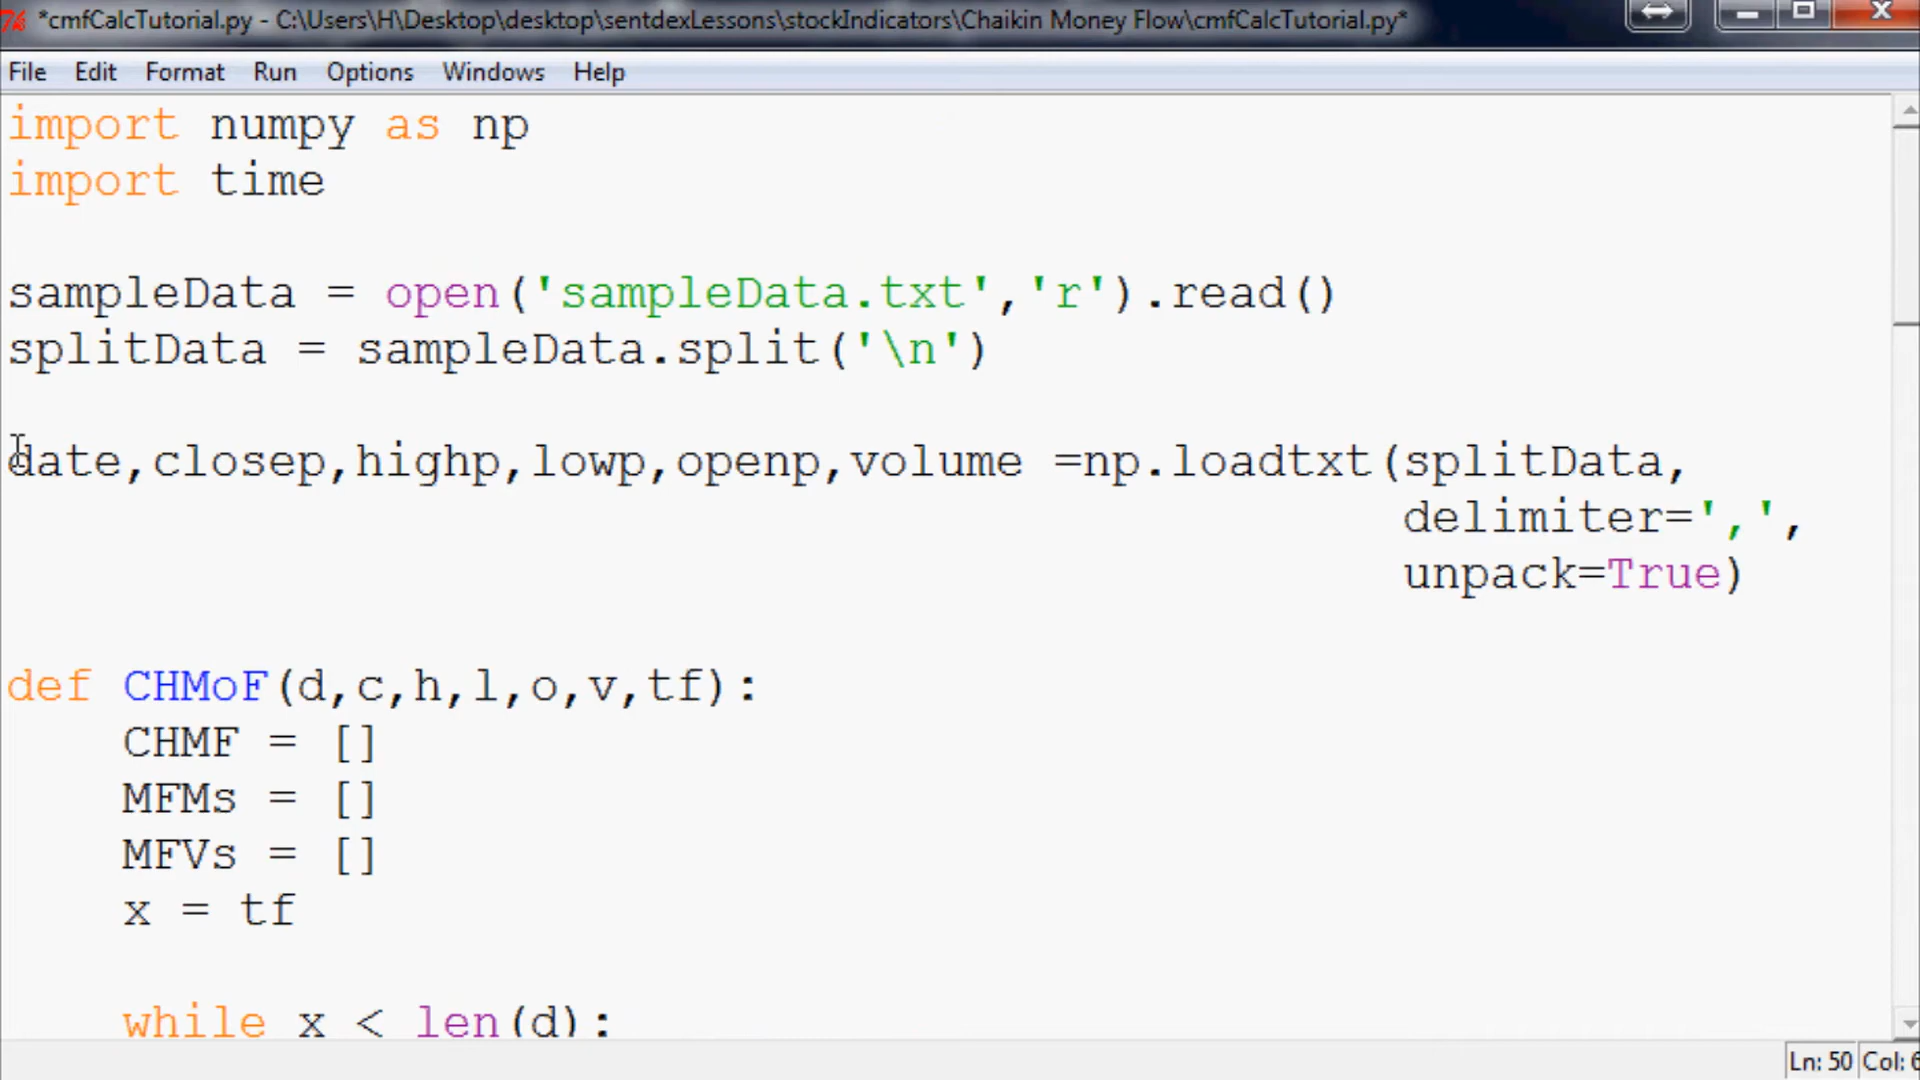 *cmfCalcTutorial.py - C:\Users\H\Desktop\desktop\sentdexLessons\stockIndicators\Chaikin Money Flow\cmfCalcTutorial.py*
File Edit Format Run Options Windows Help
import numpy as np
import time
sampleData = open('sampleData.txt','r').read()
splitData = sampleData.split('\n')
date,closep,highp,lowp,openp,volume =np.loadtxt(splitData,
delimiter=',',
unpack=True)
def CHMoF(d,c,h,l,o,v,tf):
CHMF = []
MFMs = []
MFVs = []
x = tf
while x < len(d):
Ln: 50 Col: 6